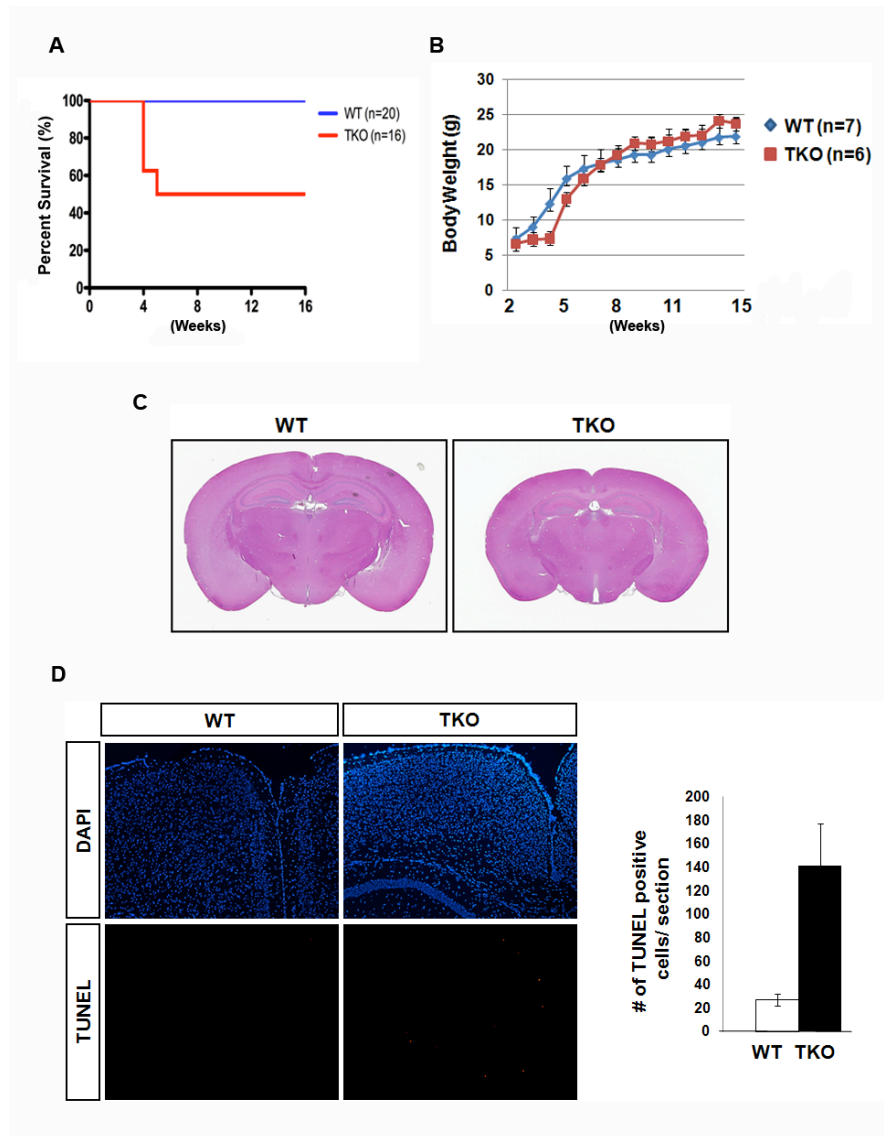 A
Percent Survival (%)
100
80
60
40
20
0
0 4 8 12 16
(Weeks)
WT (n=20)
TKO (n=16)
B
Body Weight (g)
30
25
20
15
10
5
0
2 5 8 11 15
(Weeks)
WT (n=7)
TKO (n=6)
C
WT TKO
D
WT TKO
DAPI
TUNEL
# of TUNEL positive
cells/ section
200
180
160
140
120
100
80
60
40
20
0
WT TKO